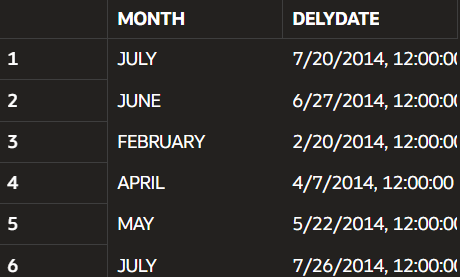 MONTH DELYDATE
1 JULY 7/20/2014, 12:00:00
2 JUNE 6/27/2014, 12:00:00
3 FEBRUARY 2/20/2014, 12:00:00
4 APRIL 4/7/2014, 12:00:00
5 MAY 5/22/2014, 12:00:00
6 JULY 7/26/2014, 12:00:00